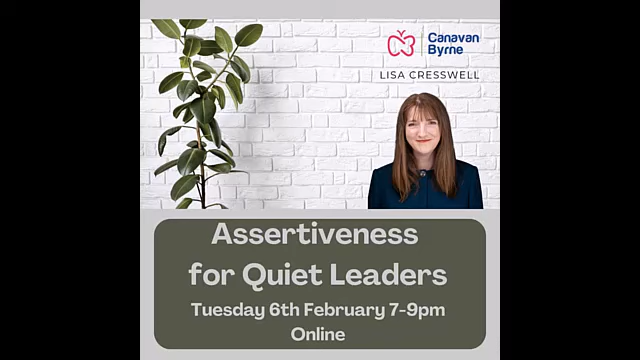 Canavan
Byrne
LISA CRESSWELL
Assertiveness
for Quiet Leaders
Tuesday 6th February 7-9pm
Online